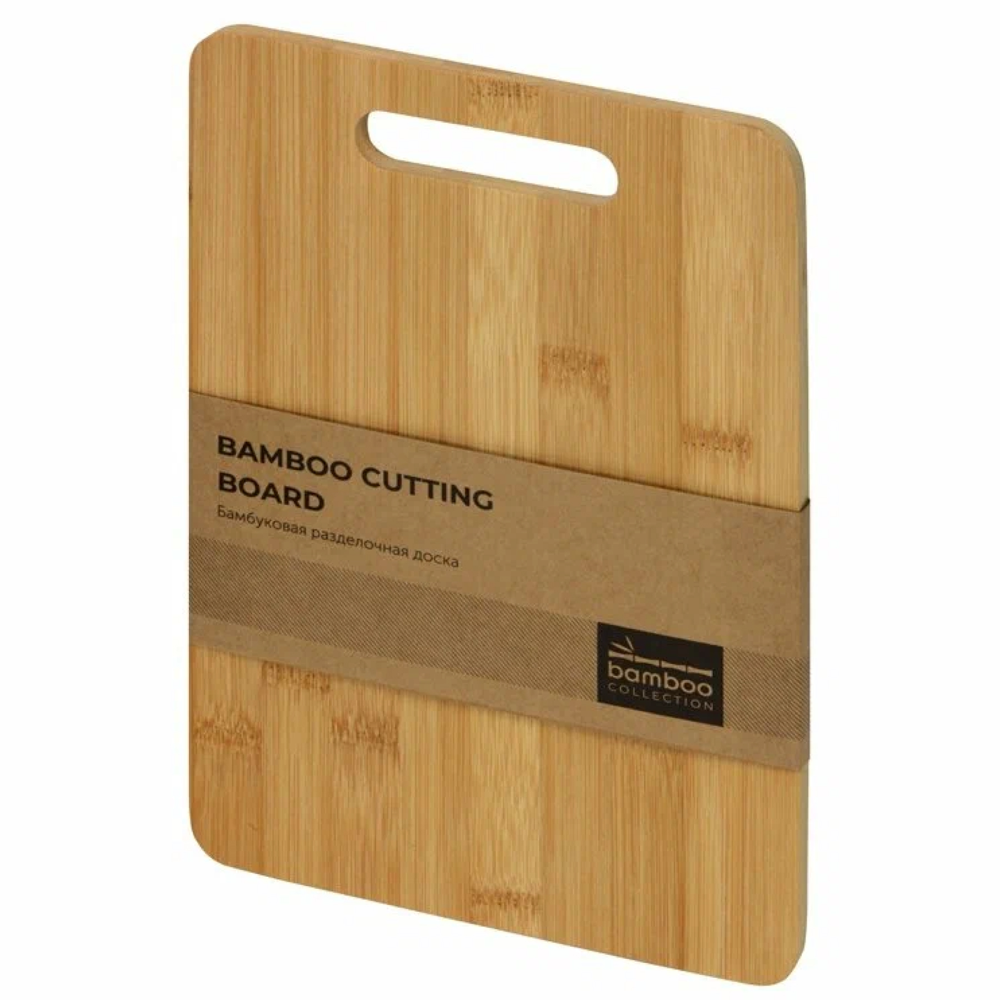 BAMBOO CUTTING
BOARD
Бамбуковая разделочная доска
bamboo
COLLECTION